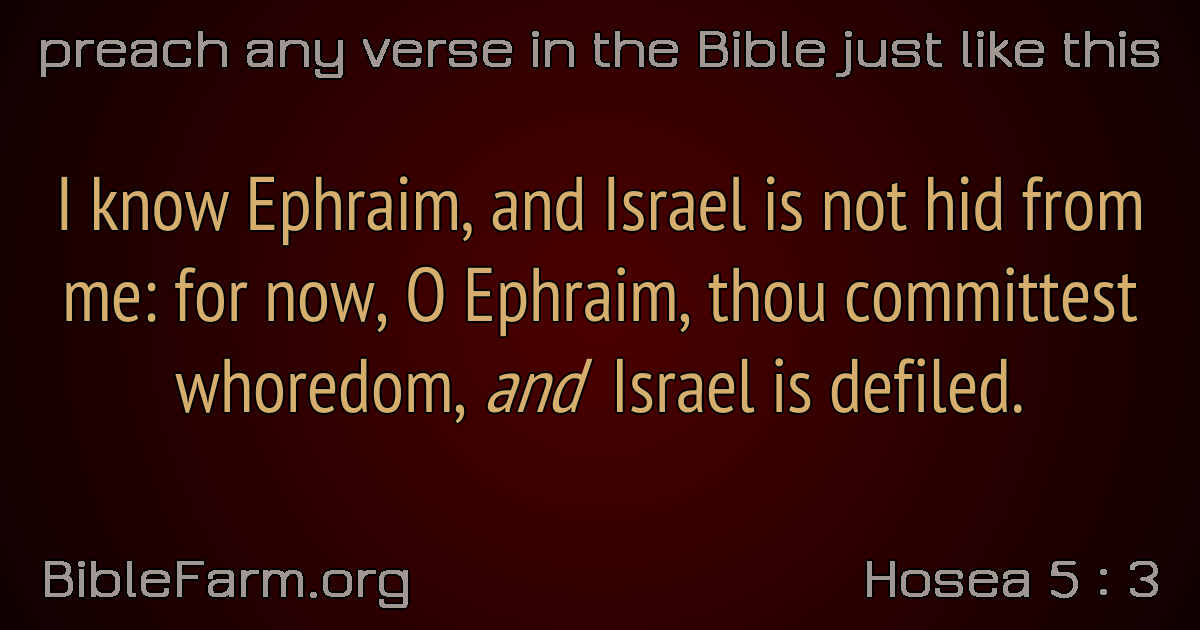 preach any verse in the Bible just like this
I know Ephraim, and Israel is not hid from
me: for now, O Ephraim, thou committest
whoredom, and Israel is defiled.
BibleFarm.org
Hosea 5 : 3